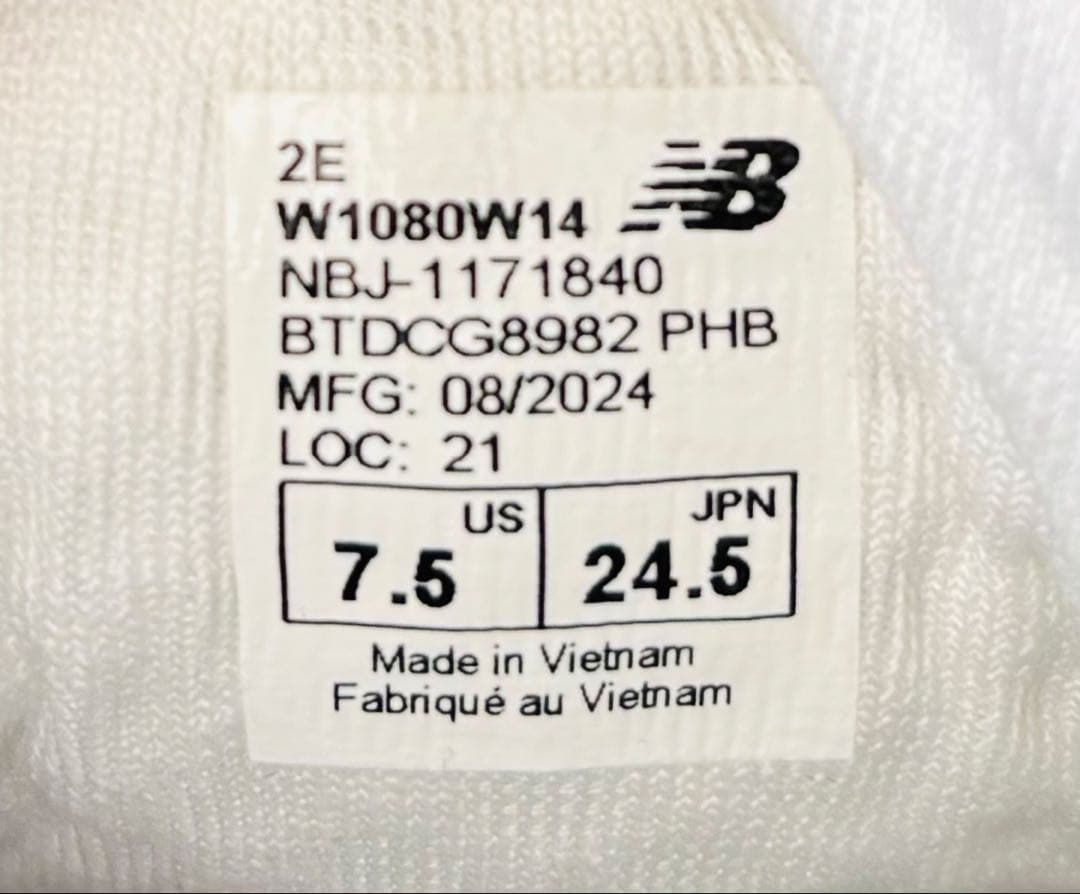 2E
W1080W14
NB
NBJ-1171840
BTDCG8982 PHB
MFG: 08/2024
LOC: 21
US
7.5
JPN
24.5
Made in Vietnam
Fabriqué au Vietnam